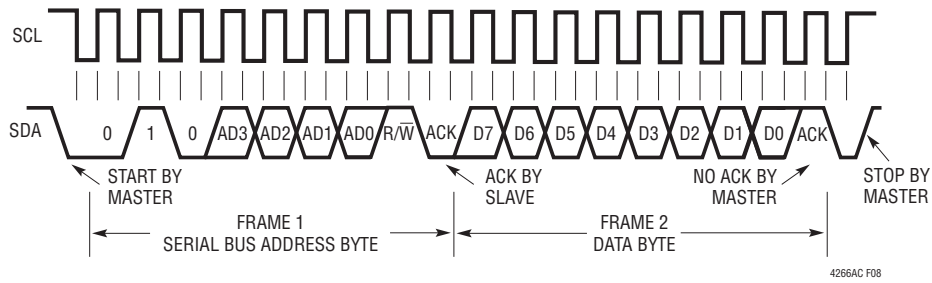 SCL
SDA
0 1 0 AD3 AD2 AD1 AD0 R/W̅ ACK D7 D6 D5 D4 D3 D2 D1 D0 ACK
START BY
MASTER
ACK BY
SLAVE
NO ACK BY
MASTER
STOP BY
MASTER
FRAME 1
SERIAL BUS ADDRESS BYTE
FRAME 2
DATA BYTE
4266AC F08